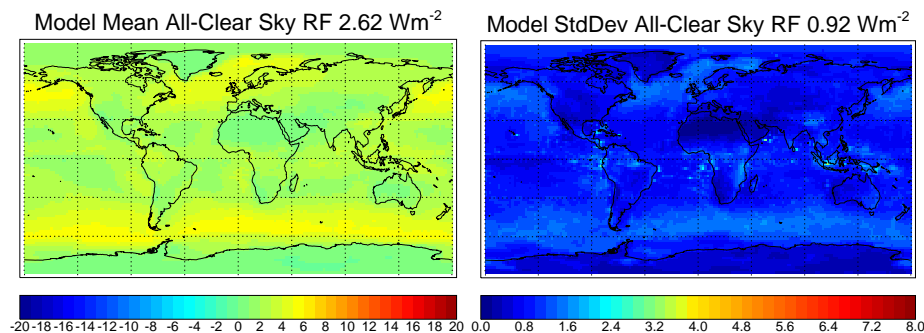 Model Mean All-Clear Sky RF 2.62 Wm-2
Model StdDev All-Clear Sky RF 0.92 Wm-2
-20 -18 -16 -14 -12 -10 -8 -6 -4 -2 0 2 4 6 8 10 12 14 16 18 20
0.0 0.8 1.6 2.4 3.2 4.0 4.8 5.6 6.4 7.2